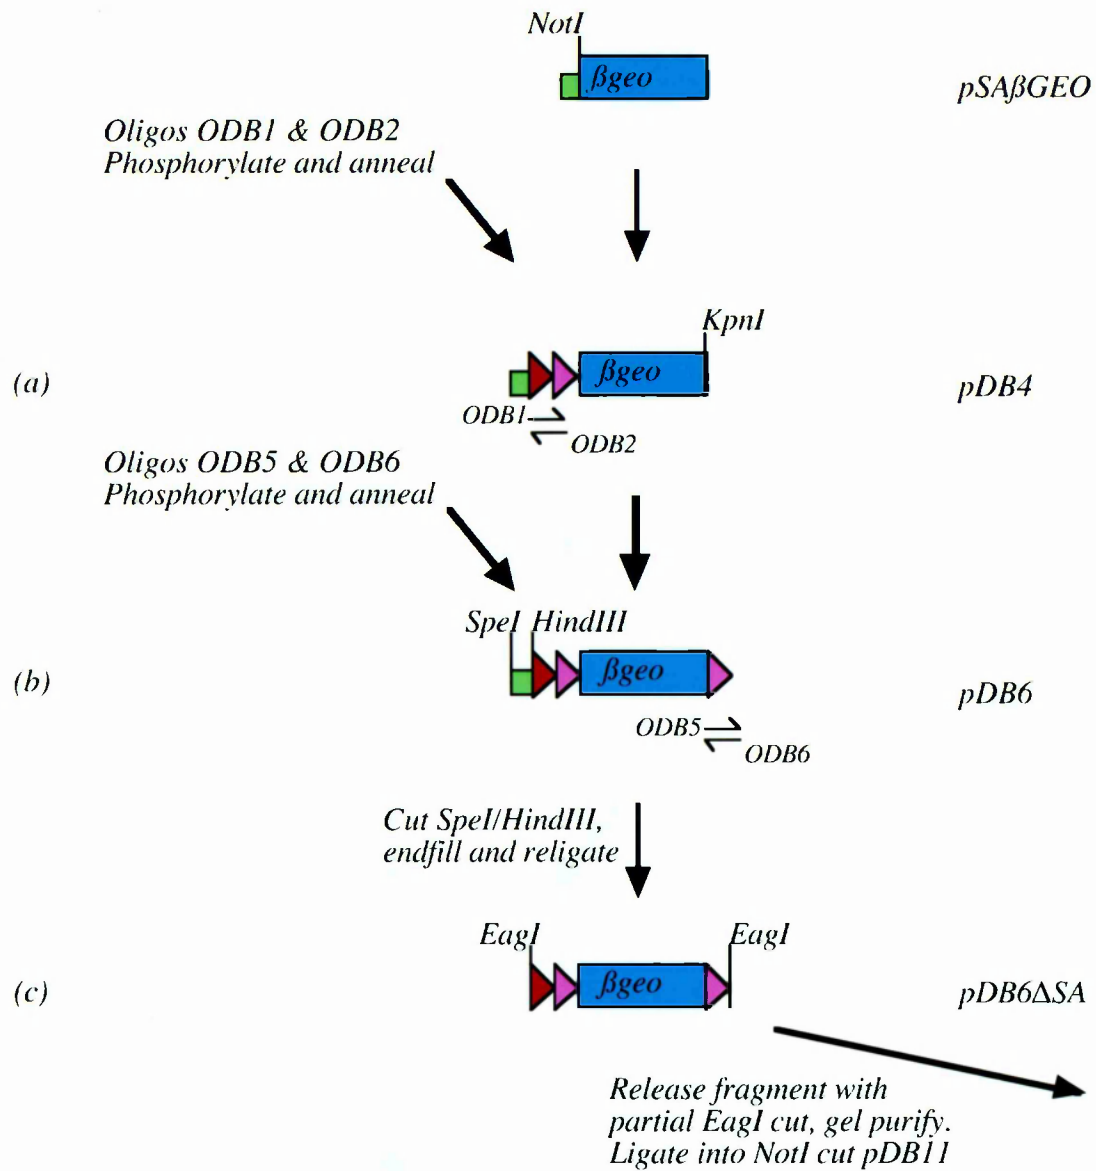 NotI
βgeo
pSAβGEO
Oligos ODB1 & ODB2
Phosphorylate and anneal
KpnI
(a)
βgeo
pDB4
ODB1
ODB2
Oligos ODB5 & ODB6
Phosphorylate and anneal
SpeI HindIII
(b)
βgeo
pDB6
ODB5
ODB6
Cut SpeI/HindIII,
endfill and religate
EagI
EagI
(c)
βgeo
pDB6ΔSA
Release fragment with
partial EagI cut, gel purify.
Ligate into NotI cut pDB11